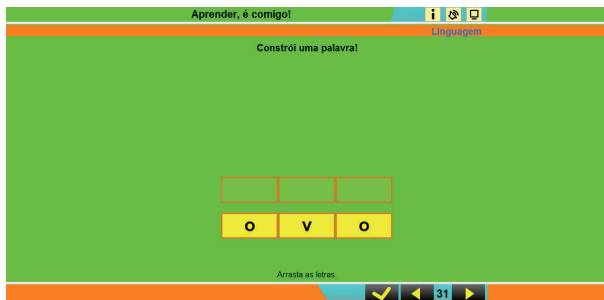 Aprender, é comigo!
Linguagem
Constrói uma palavra!
O V O
Arrasta as letras
31